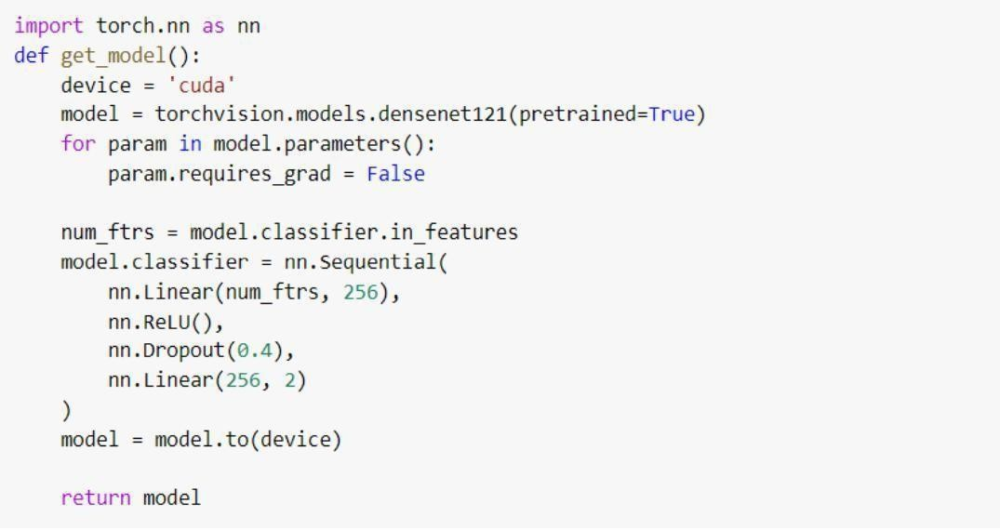 import torch.nn as nn
def get_model():
    device = 'cuda'
    model = torchvision.models.densenet121(pretrained=True)
    for param in model.parameters():
        param.requires_grad = False
    num_ftrs = model.classifier.in_features
    model.classifier = nn.Sequential(
        nn.Linear(num_ftrs, 256),
        nn.ReLU(),
        nn.Dropout(0.4),
        nn.Linear(256, 2)
    )
    model = model.to(device)
    return model